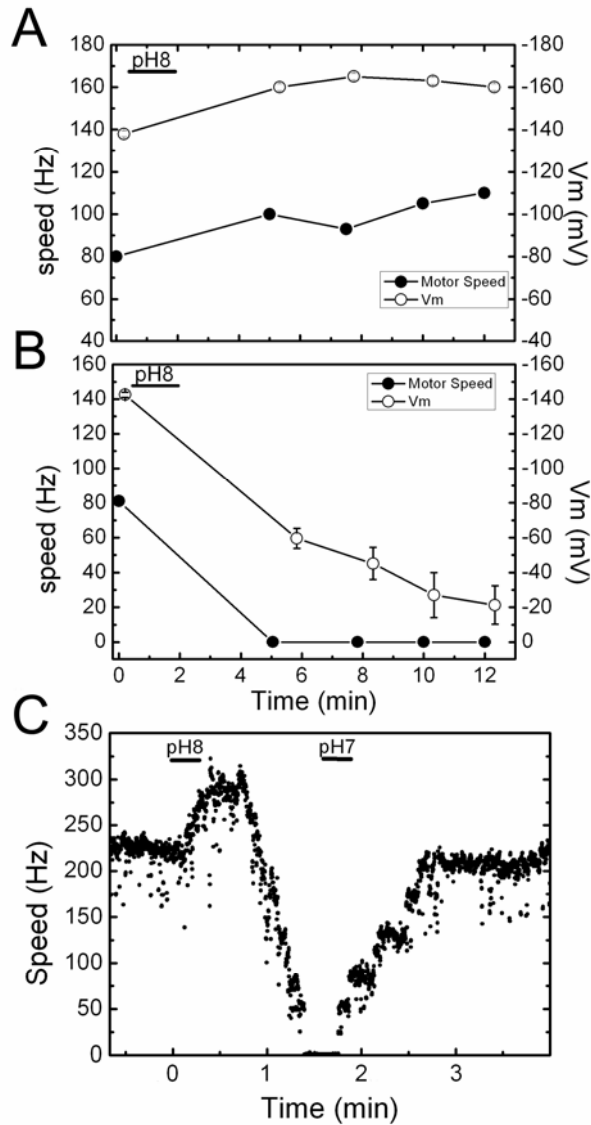 A
180
160
140
120
100
80
60
40
speed (Hz)
pH8
-180
-160
-140
-120
-100
-80
-60
-40
Vm (mV)
Motor Speed
Vm
B
160
140
120
100
80
60
40
20
0
speed (Hz)
pH8
Motor Speed
Vm
-160
-140
-120
-100
-80
-60
-40
-20
0
Vm (mV)
0 2 4 6 8 10 12
Time (min)
C
350
300
250
200
150
100
50
0
Speed (Hz)
pH8 pH7
0 1 2 3
Time (min)